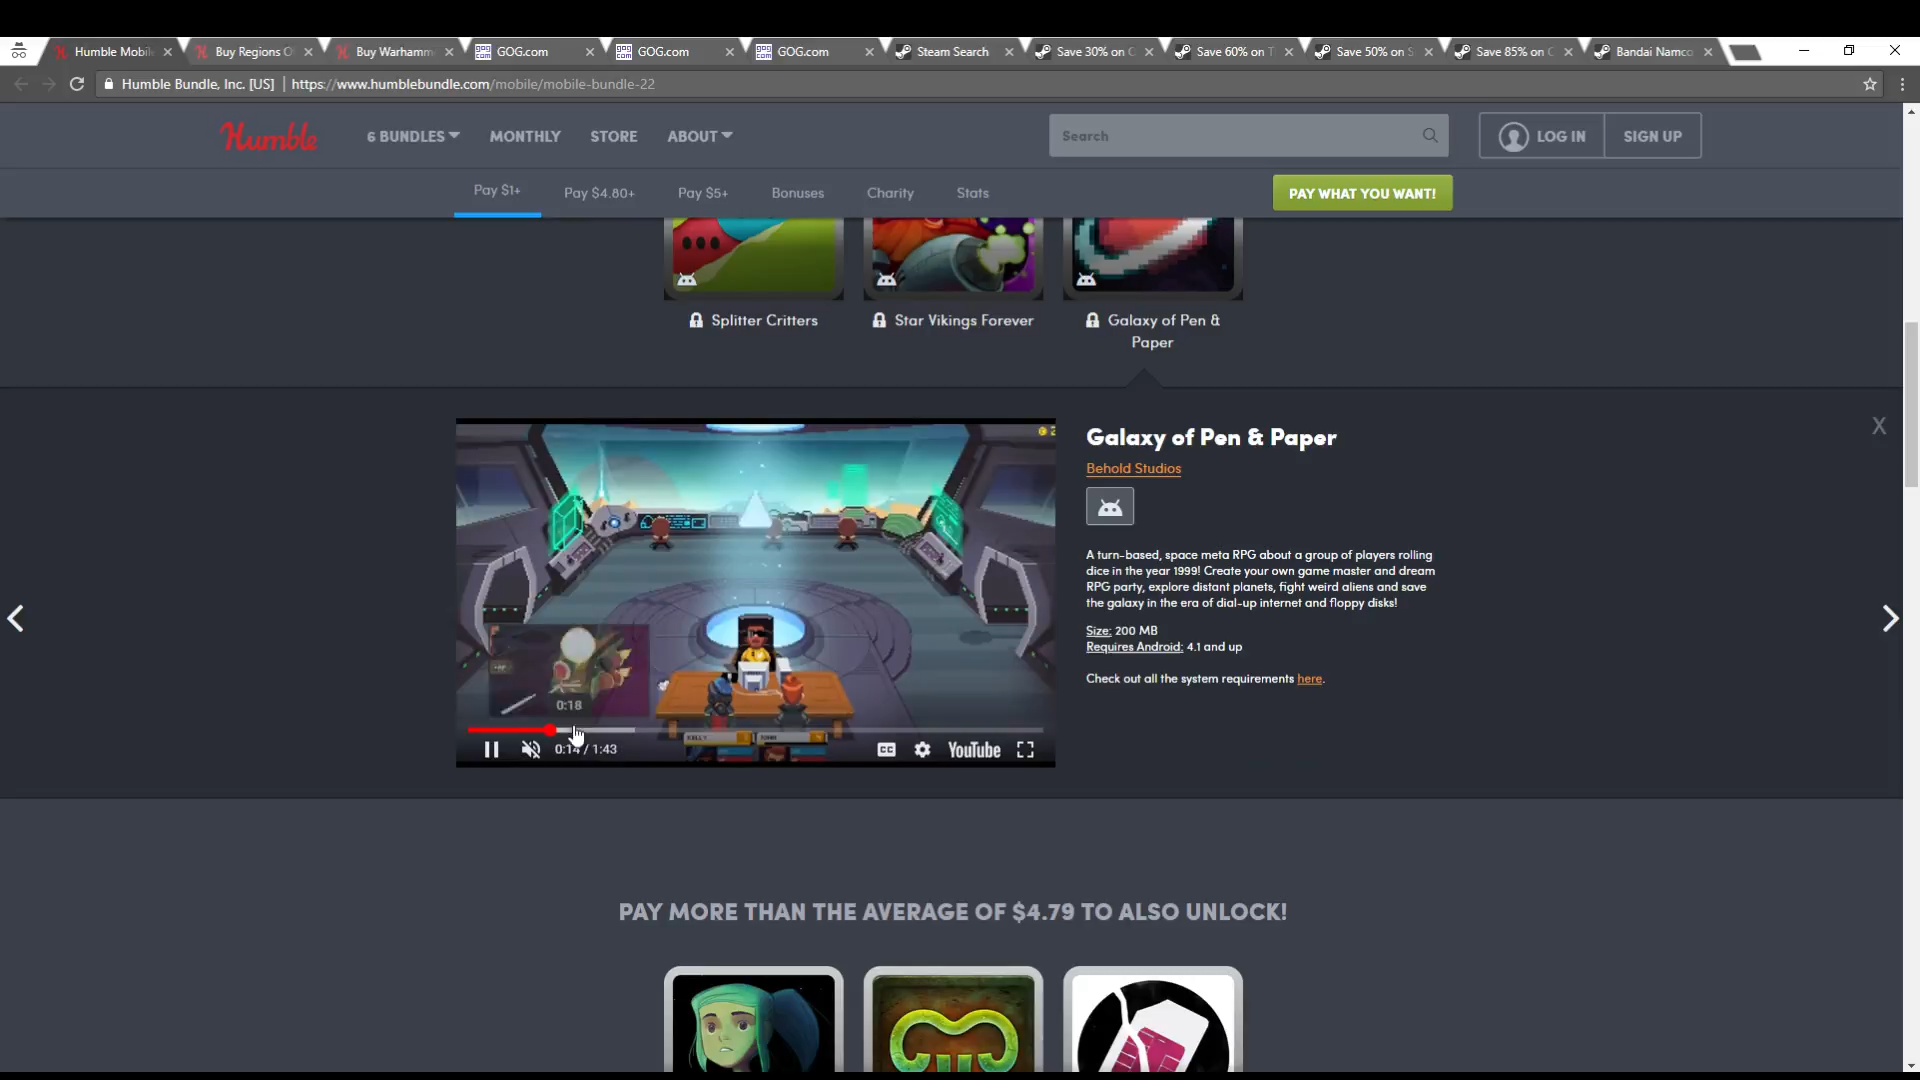 Humble Mobil
Buy Regions O
Buy Warhamm
GOG.com
GOG.com
GOG.com
Steam Search
Save 30% on
Save 60% on T
Save 50% on S
Save 85% on
Bandai Namco
Humble Bundle, Inc. [US] | https://www.humblebundle.com/mobile/mobile-bundle-22
Humble
6 BUNDLES
MONTHLY
STORE
ABOUT
Search
LOG IN
SIGN UP
Pay $1+
Pay $4.80+
Pay $5+
Bonuses
Charity
Stats
PAY WHAT YOU WANT!
Splitter Critters
Star Vikings Forever
Galaxy of Pen &
Paper
X
Galaxy of Pen & Paper
Behold Studios
A turn-based, space meta RPG about a group of players rolling
dice in the year 1999! Create your own game master and dream
RPG party, explore distant planets, fight weird aliens and save
the galaxy in the era of dial-up internet and floppy disks!
Size: 200 MB
Requires Android: 4.1 and up
Check out all the system requirements here.
0:18
KELLY
JOHN
0:14 / 1:43
CC
YouTube
PAY MORE THAN THE AVERAGE OF $4.79 TO ALSO UNLOCK!